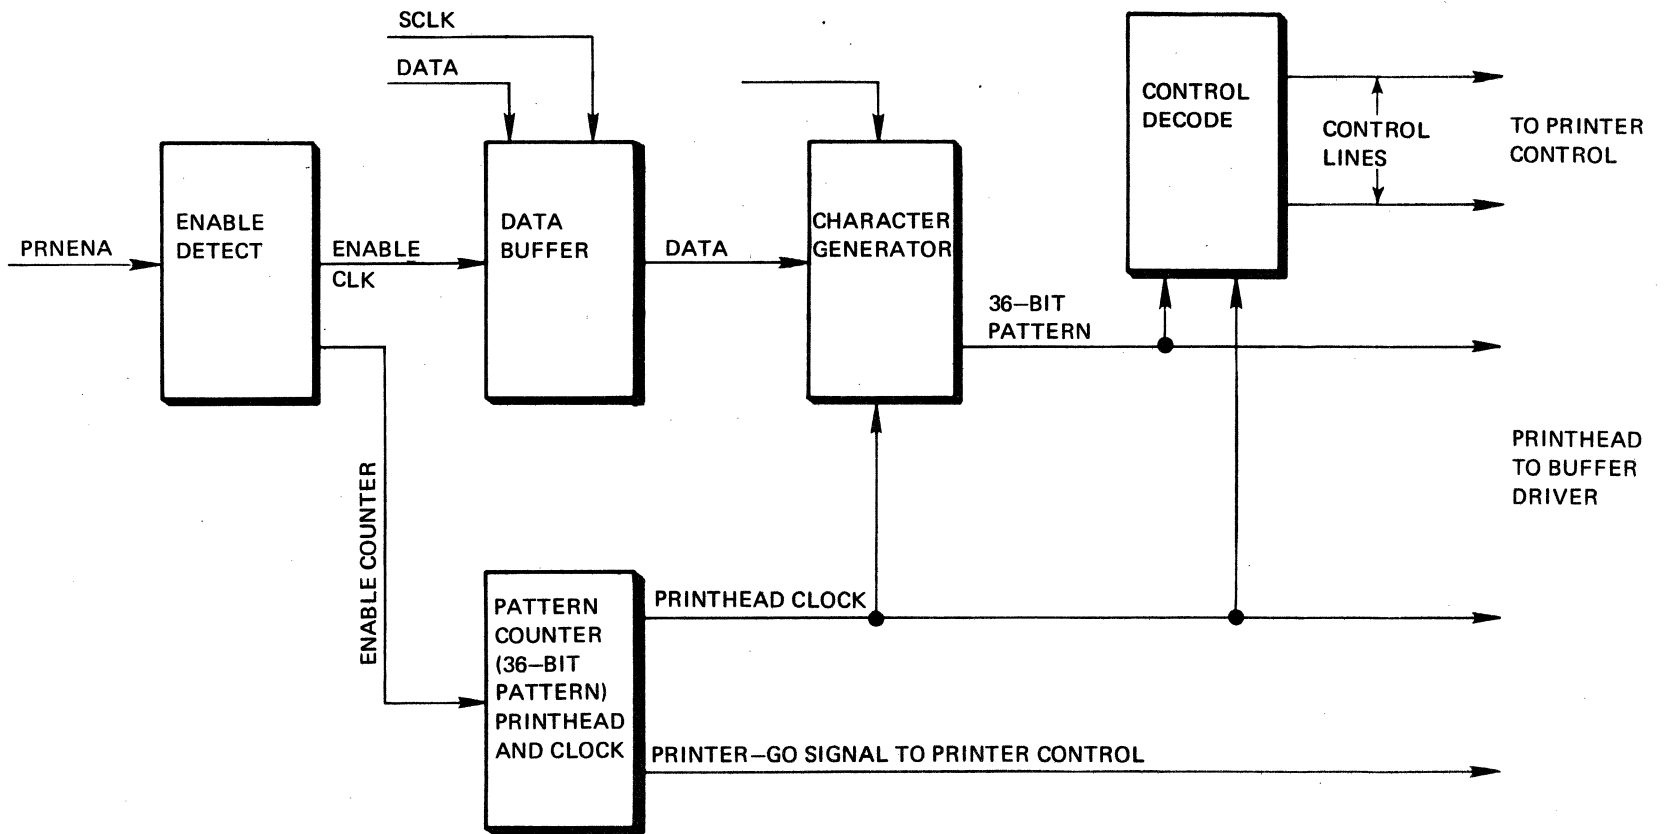 SCLK
DATA
CONTROL
DECODE
CONTROL
LINES
TO PRINTER
CONTROL
PRNENA
ENABLE
DETECT
ENABLE
CLK
DATA
BUFFER
DATA
CHARACTER
GENERATOR
36–BIT
PATTERN
PRINTHEAD
TO BUFFER
DRIVER
ENABLE COUNTER
PATTERN
COUNTER
(36–BIT
PATTERN)
PRINTHEAD
AND CLOCK
PRINTHEAD CLOCK
PRINTER–GO SIGNAL TO PRINTER CONTROL